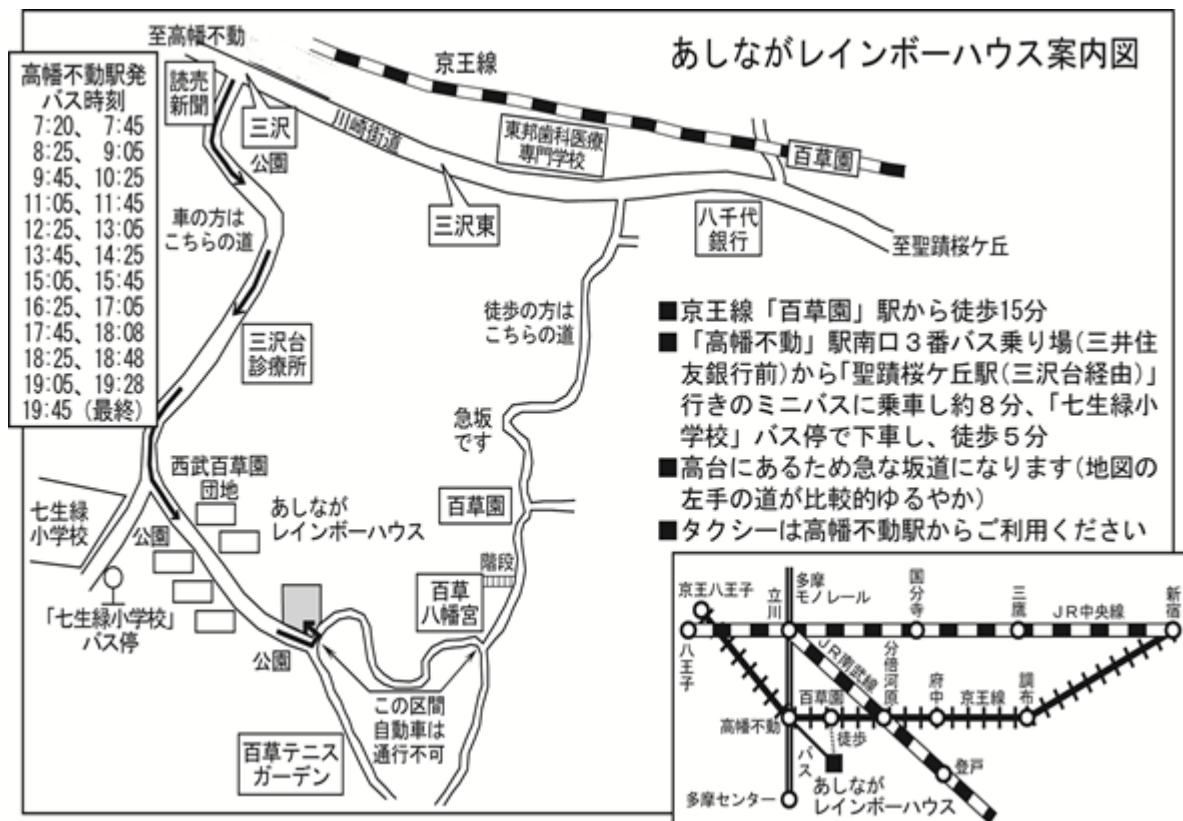 あしながレインボーハウス案内図
至高幡不動
高幡不動駅発
バス時刻
7:20、 7:45
8:25、 9:05
9:45、10:25
11:05、11:45
12:25、13:05
13:45、14:25
15:05、15:45
16:25、17:05
17:45、18:08
18:25、18:48
19:05、19:28
19:45 (最終)
読売
新聞
三沢
公園
京王線
川崎街道
東邦歯科医療
専門学校
百草園
三沢東
八千代
銀行
至聖蹟桜ケ丘
車の方は
こちらの道
三沢台
診療所
徒歩の方は
こちらの道
急坂
です
西武百草園
団地
七生緑
小学校
公園
あしなが
レインボーハウス
百草園
階段
百草
八幡宮
「七生緑小学校」
バス停
公園
この区間
自動車は
通行不可
百草テニス
ガーデン
■京王線「百草園」駅から徒歩15分
■「高幡不動」駅南口３番バス乗り場(三井住
友銀行前)から「聖蹟桜ケ丘駅(三沢台経由)」
行きのミニバスに乗車し約８分、「七生緑小
学校」バス停で下車し、徒歩５分
■高台にあるため急な坂道になります(地図の
左手の道が比較的ゆるやか)
■タクシーは高幡不動駅からご利用ください
京王八王子
立川
多摩
モノレール
国分寺
三鷹
ＪＲ中央線
新宿
八王子
ＪＲ南武線
分倍河原
府中
京王線
調布
百草園
高幡不動
徒歩
バス
登戸
あしなが
レインボーハウス
多摩センター